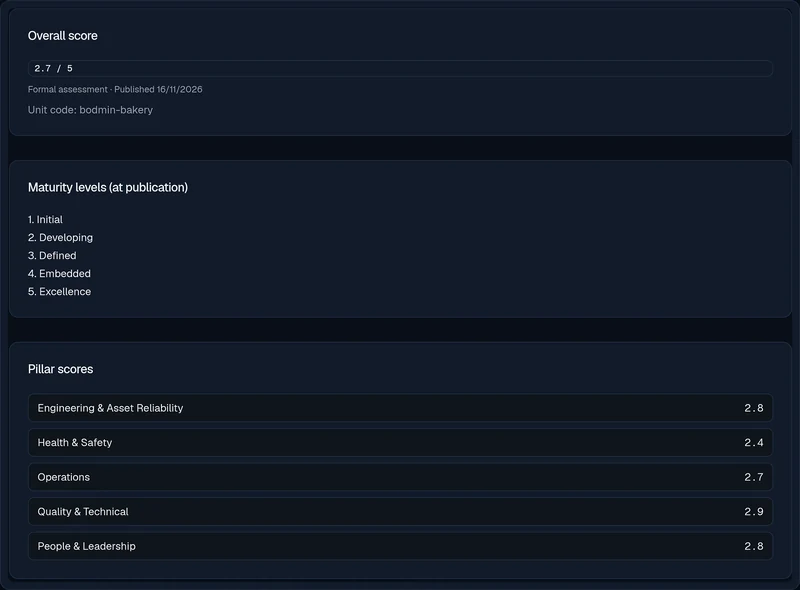 Overall score
2.7 / 5
Formal assessment · Published 16/11/2026
Unit code: bodmin-bakery
Maturity levels (at publication)
1. Initial
2. Developing
3. Defined
4. Embedded
5. Excellence
Pillar scores
Engineering & Asset Reliability 2.8
Health & Safety 2.4
Operations 2.7
Quality & Technical 2.9
People & Leadership 2.8